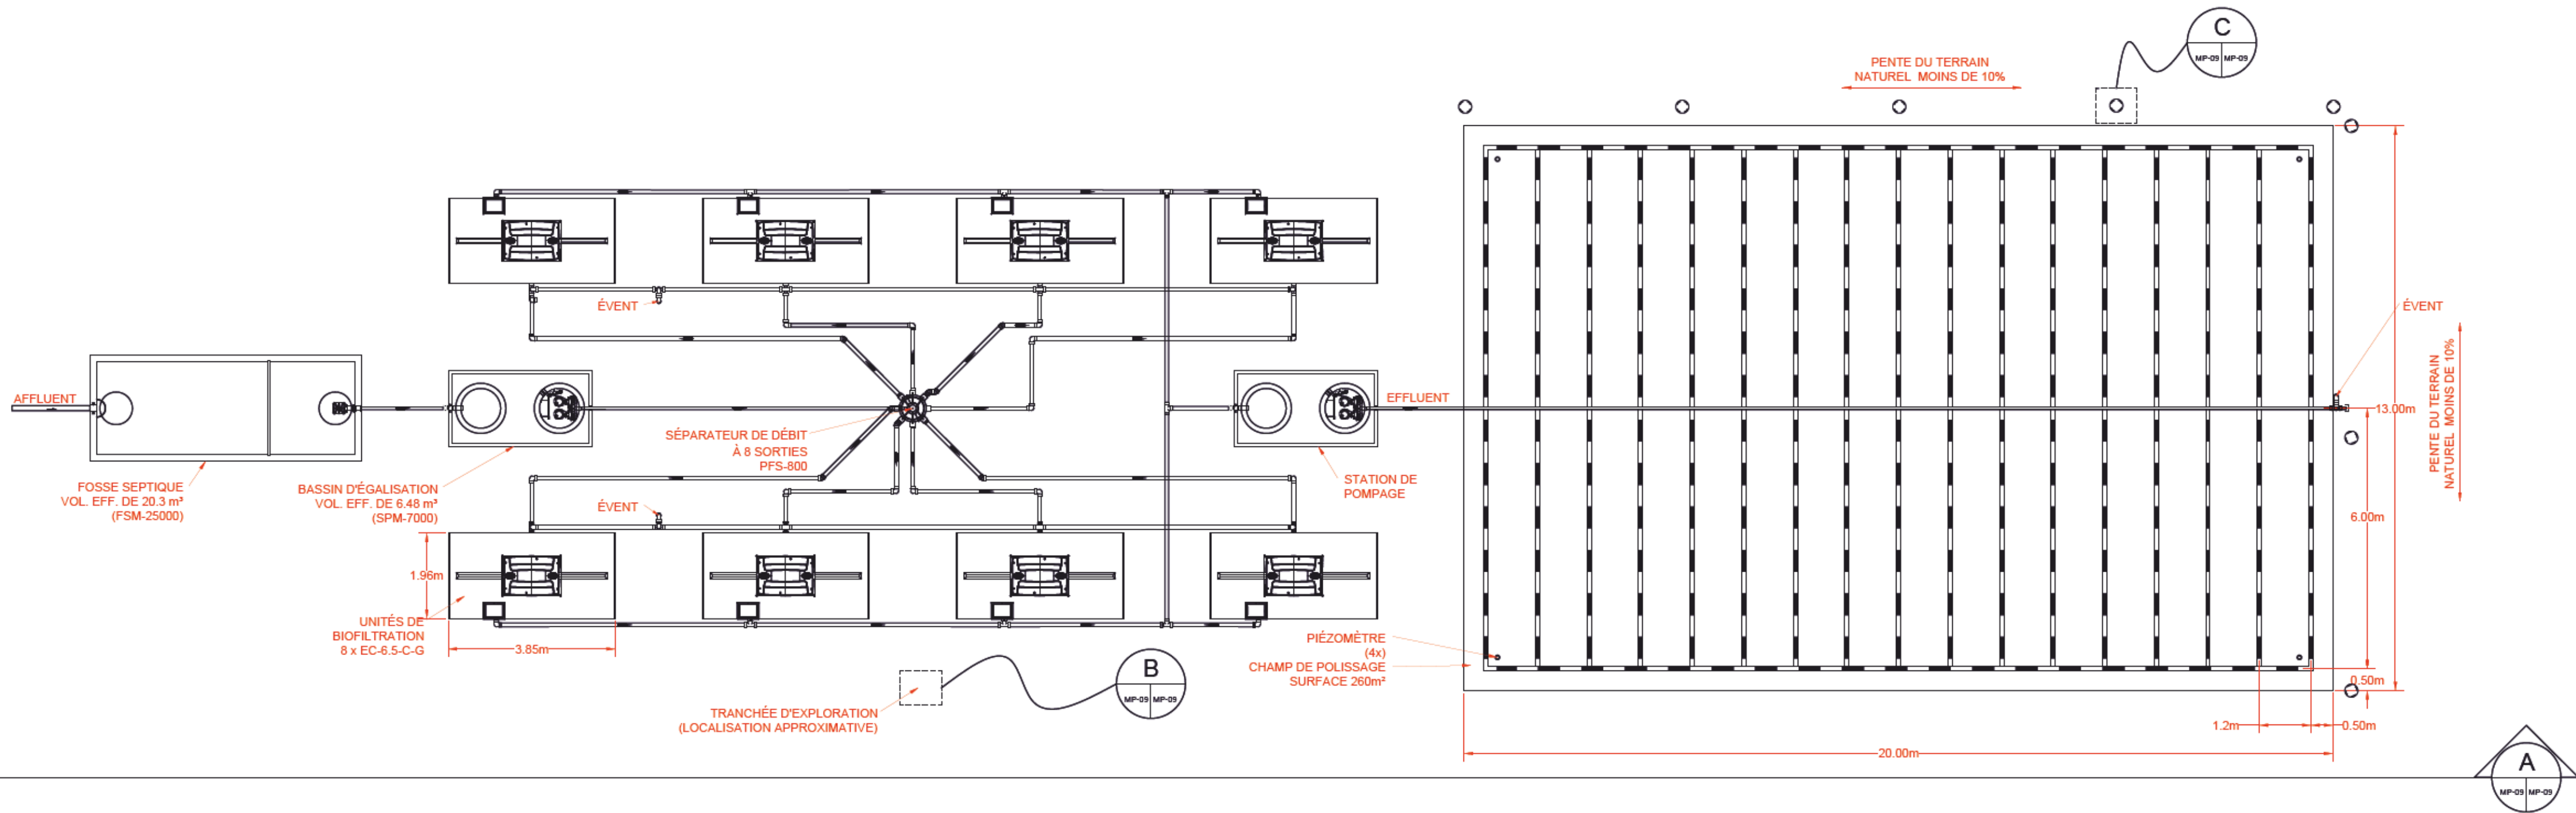 C
MP-09 MP-09
PENTE DU TERRAIN
NATUREL MOINS DE 10%
ÉVENT
ÉVENT
AFFLUENT
EFFLUENT
13.00m
PENTE DU TERRAIN
NATUREL MOINS DE 10%
SÉPARATEUR DE DÉBIT
À 8 SORTIES
PFS-800
FOSSE SEPTIQUE
VOL. EFF. DE 20.3 m³
(FSM-25000)
BASSIN D'ÉGALISATION
VOL. EFF. DE 6.48 m³
(SPM-7000)
STATION DE
POMPAGE
ÉVENT
6.00m
1.96m
UNITÉS DE
BIOFILTRATION
8 x EC-6.5-C-G
3.85m
PIÉZOMÈTRE
(4x)
CHAMP DE POLISSAGE
SURFACE 260m²
B
MP-09 MP-09
0.50m
TRANCHÉE D'EXPLORATION
(LOCALISATION APPROXIMATIVE)
1.2m
0.50m
20.00m
A
MP-09 MP-09